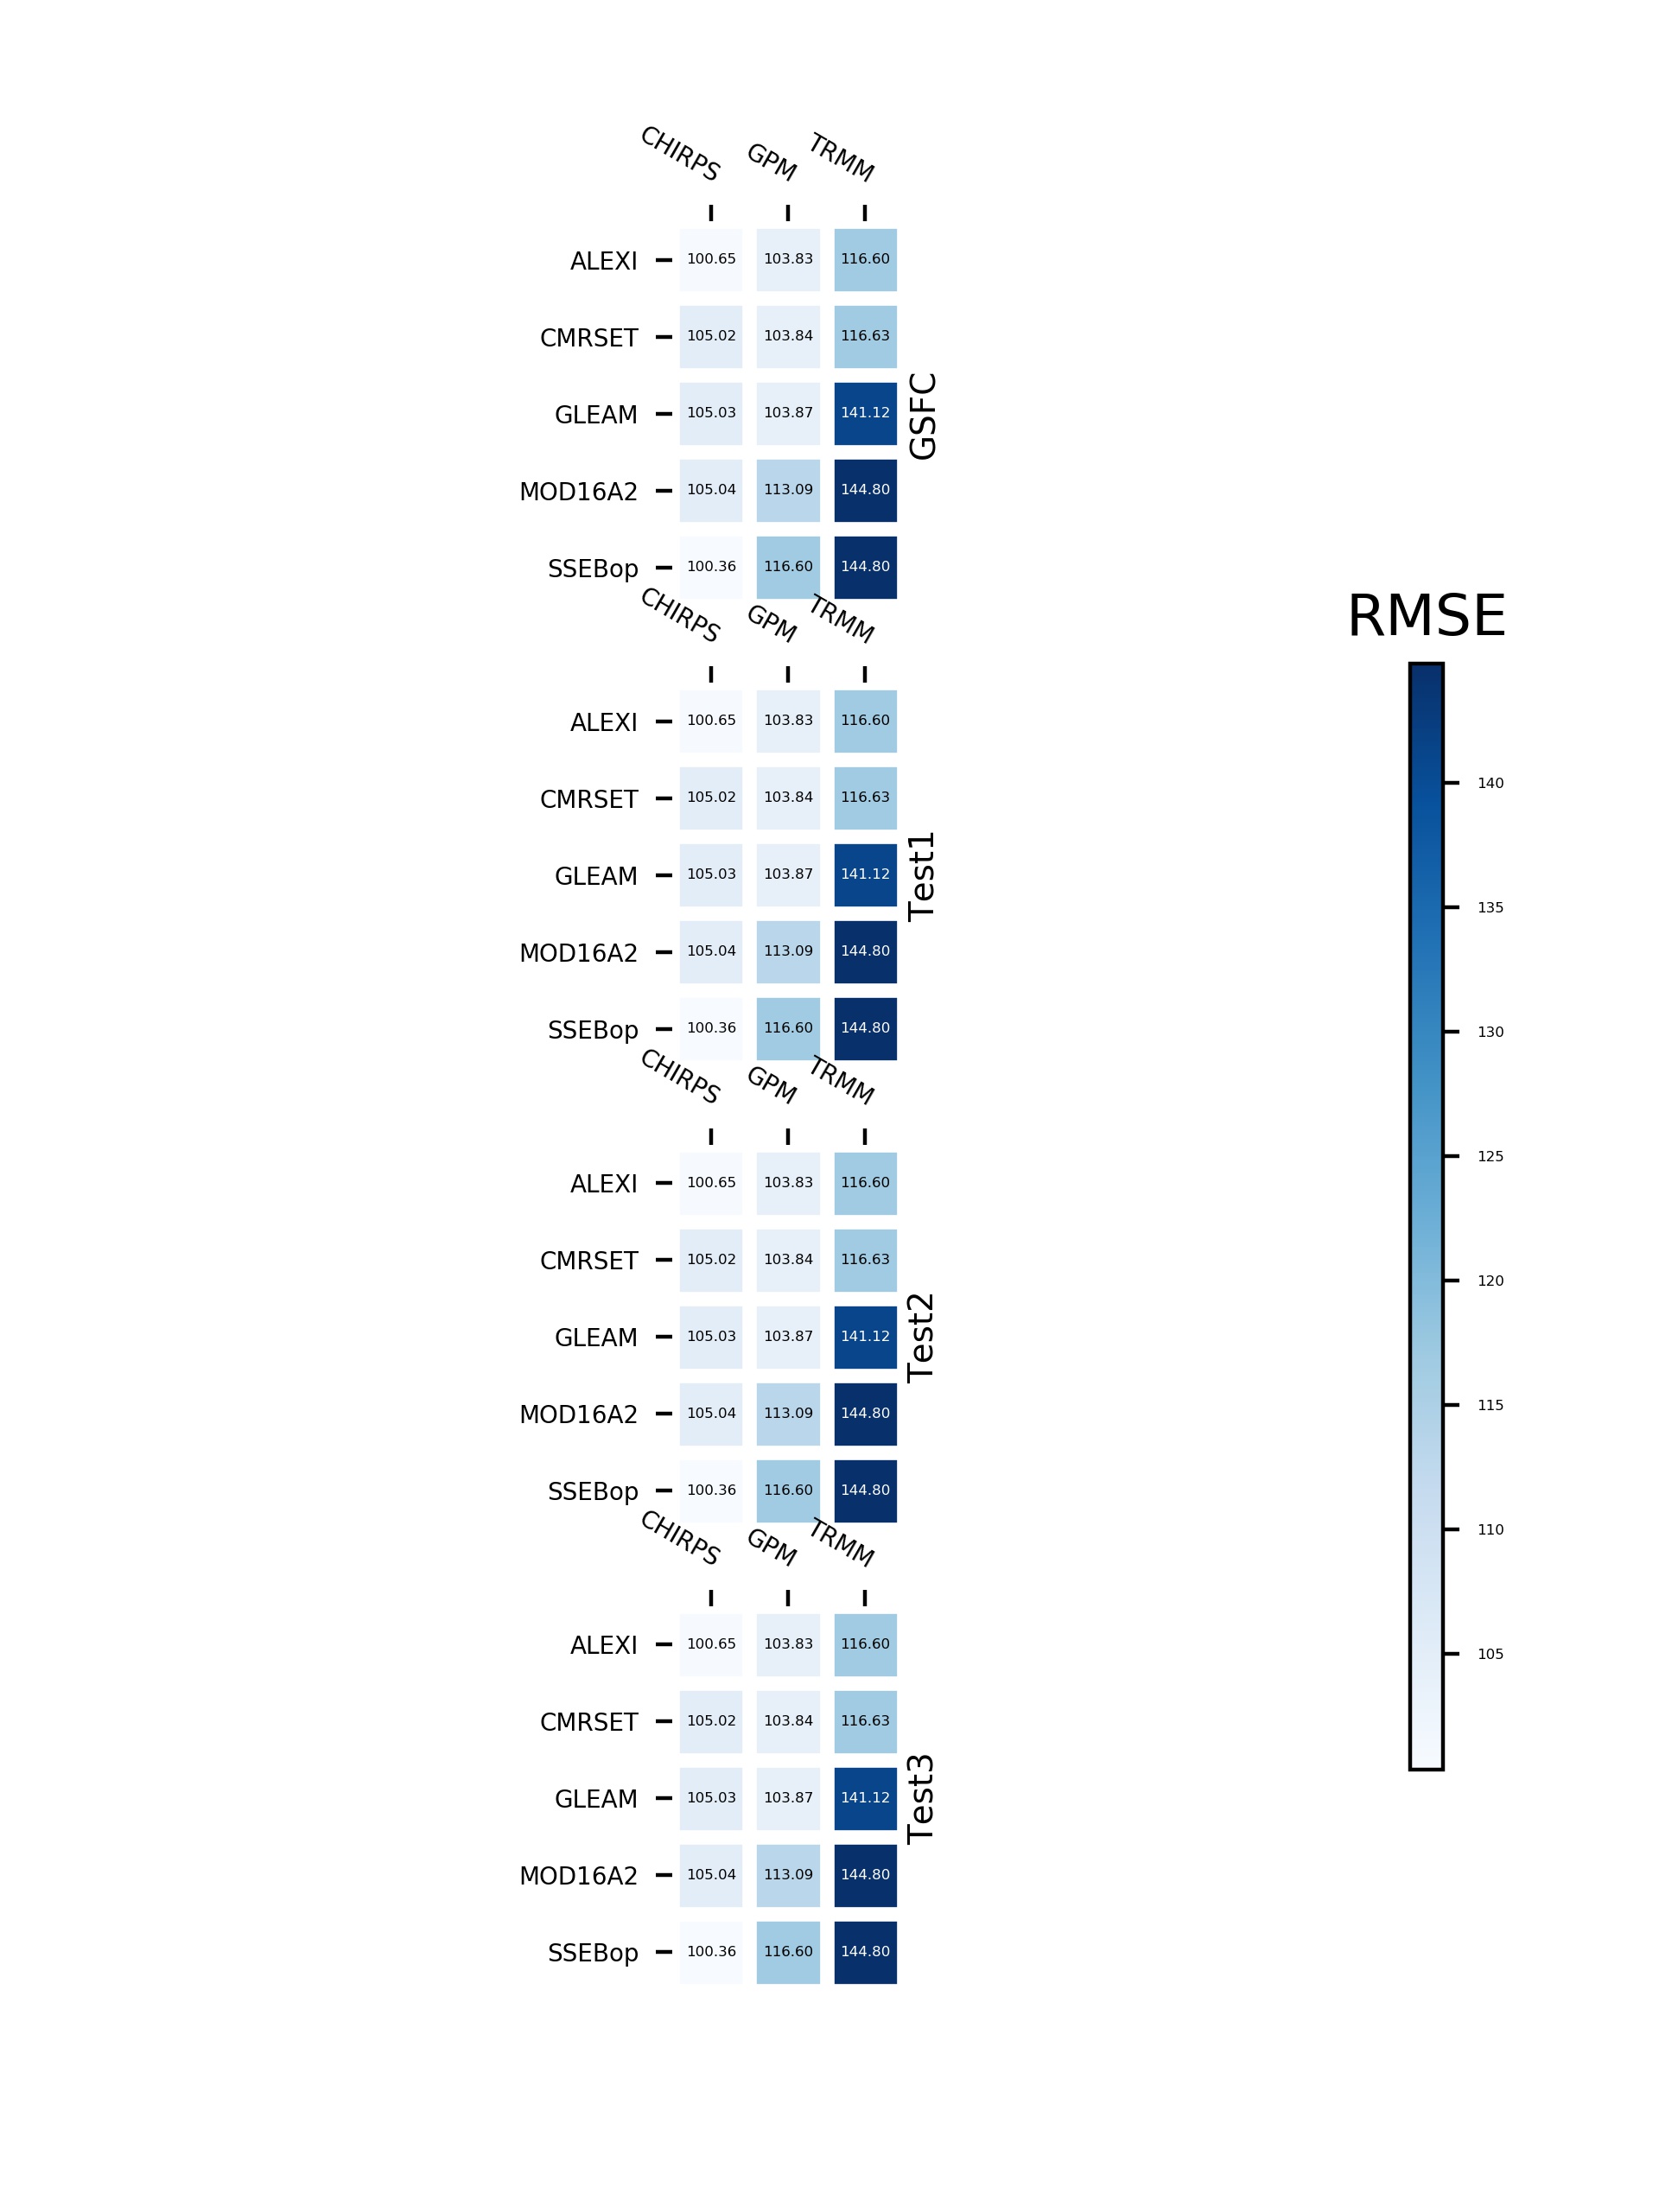 CHIRPS GPM TRMM
ALEXI 100.65 103.83 116.60
CMRSET 105.02 103.84 116.63
GLEAM 105.03 103.87 141.12
GSFC
MOD16A2 105.04 113.09 144.80
SSEBop 100.36 116.60 144.80
CHIRPS GPM TRMM
ALEXI 100.65 103.83 116.60
CMRSET 105.02 103.84 116.63
GLEAM 105.03 103.87 141.12
Test1
MOD16A2 105.04 113.09 144.80
SSEBop 100.36 116.60 144.80
CHIRPS GPM TRMM
ALEXI 100.65 103.83 116.60
CMRSET 105.02 103.84 116.63
GLEAM 105.03 103.87 141.12
Test2
MOD16A2 105.04 113.09 144.80
SSEBop 100.36 116.60 144.80
CHIRPS GPM TRMM
ALEXI 100.65 103.83 116.60
CMRSET 105.02 103.84 116.63
GLEAM 105.03 103.87 141.12
Test3
MOD16A2 105.04 113.09 144.80
SSEBop 100.36 116.60 144.80
RMSE
140
135
130
125
120
115
110
105